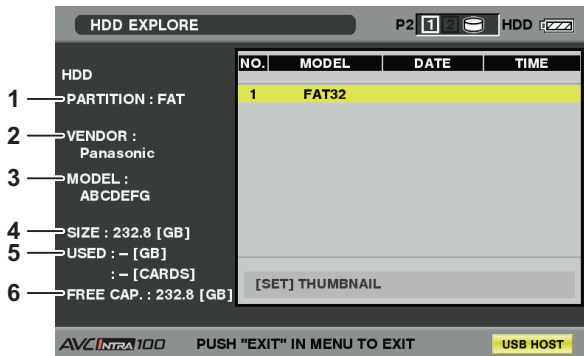 HDD EXPLORE
P2 1 2 HDD
NO. MODEL DATE TIME
1 FAT32
HDD
1 PARTITION : FAT
2 VENDOR :
Panasonic
3 MODEL :
ABCDEFG
4 SIZE : 232.8 [GB]
5 USED : – [GB]
: – [CARDS]
6 FREE CAP. : 232.8 [GB]
[SET] THUMBNAIL
AVC INTRA 100 PUSH "EXIT" IN MENU TO EXIT USB HOST